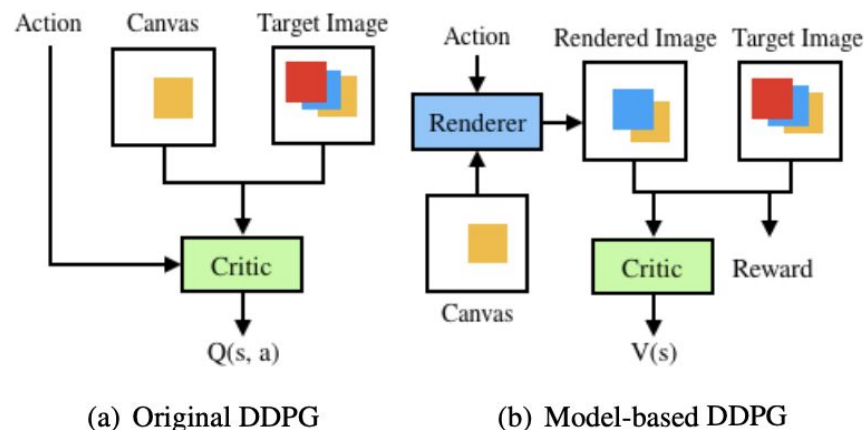 Action
Canvas
Target Image
Critic
Q(s, a)
(a) Original DDPG
Action
Rendered Image
Target Image
Renderer
Canvas
Critic
Reward
V(s)
(b) Model-based DDPG